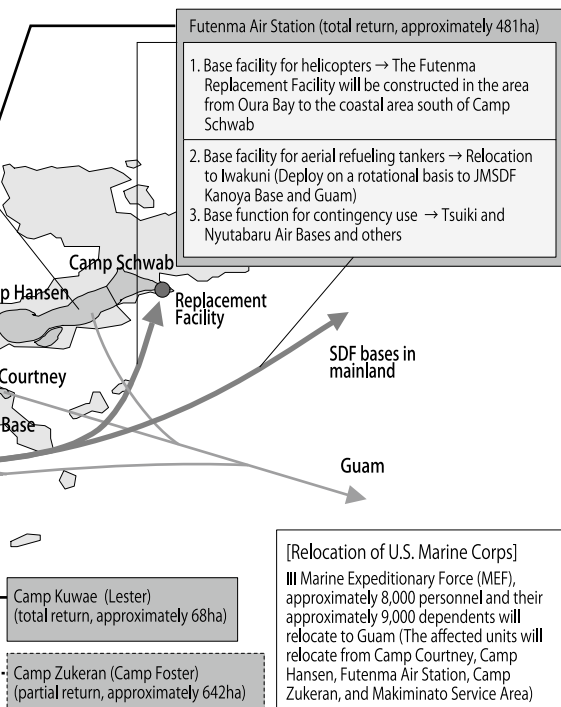 Futenma Air Station (total return, approximately 481ha)
1. Base facility for helicopters → The Futenma
Replacement Facility will be constructed in the area
from Oura Bay to the coastal area south of Camp
Schwab
2. Base facility for aerial refueling tankers → Relocation
to Iwakuni (Deploy on a rotational basis to JMSDF
Kanoya Base and Guam)
3. Base function for contingency use → Tsuiki and
Nyutabaru Air Bases and others
Camp Schwab
p Hansen
Replacement
Facility
SDF bases in
mainland
Courtney
Base
Guam
[Relocation of U.S. Marine Corps]
III Marine Expeditionary Force (MEF),
approximately 8,000 personnel and their
approximately 9,000 dependents will
relocate to Guam (The affected units will
relocate from Camp Courtney, Camp
Hansen, Futenma Air Station, Camp
Zukeran, and Makiminato Service Area)
Camp Kuwae (Lester)
(total return, approximately 68ha)
Camp Zukeran (Camp Foster)
(partial return, approximately 642ha)